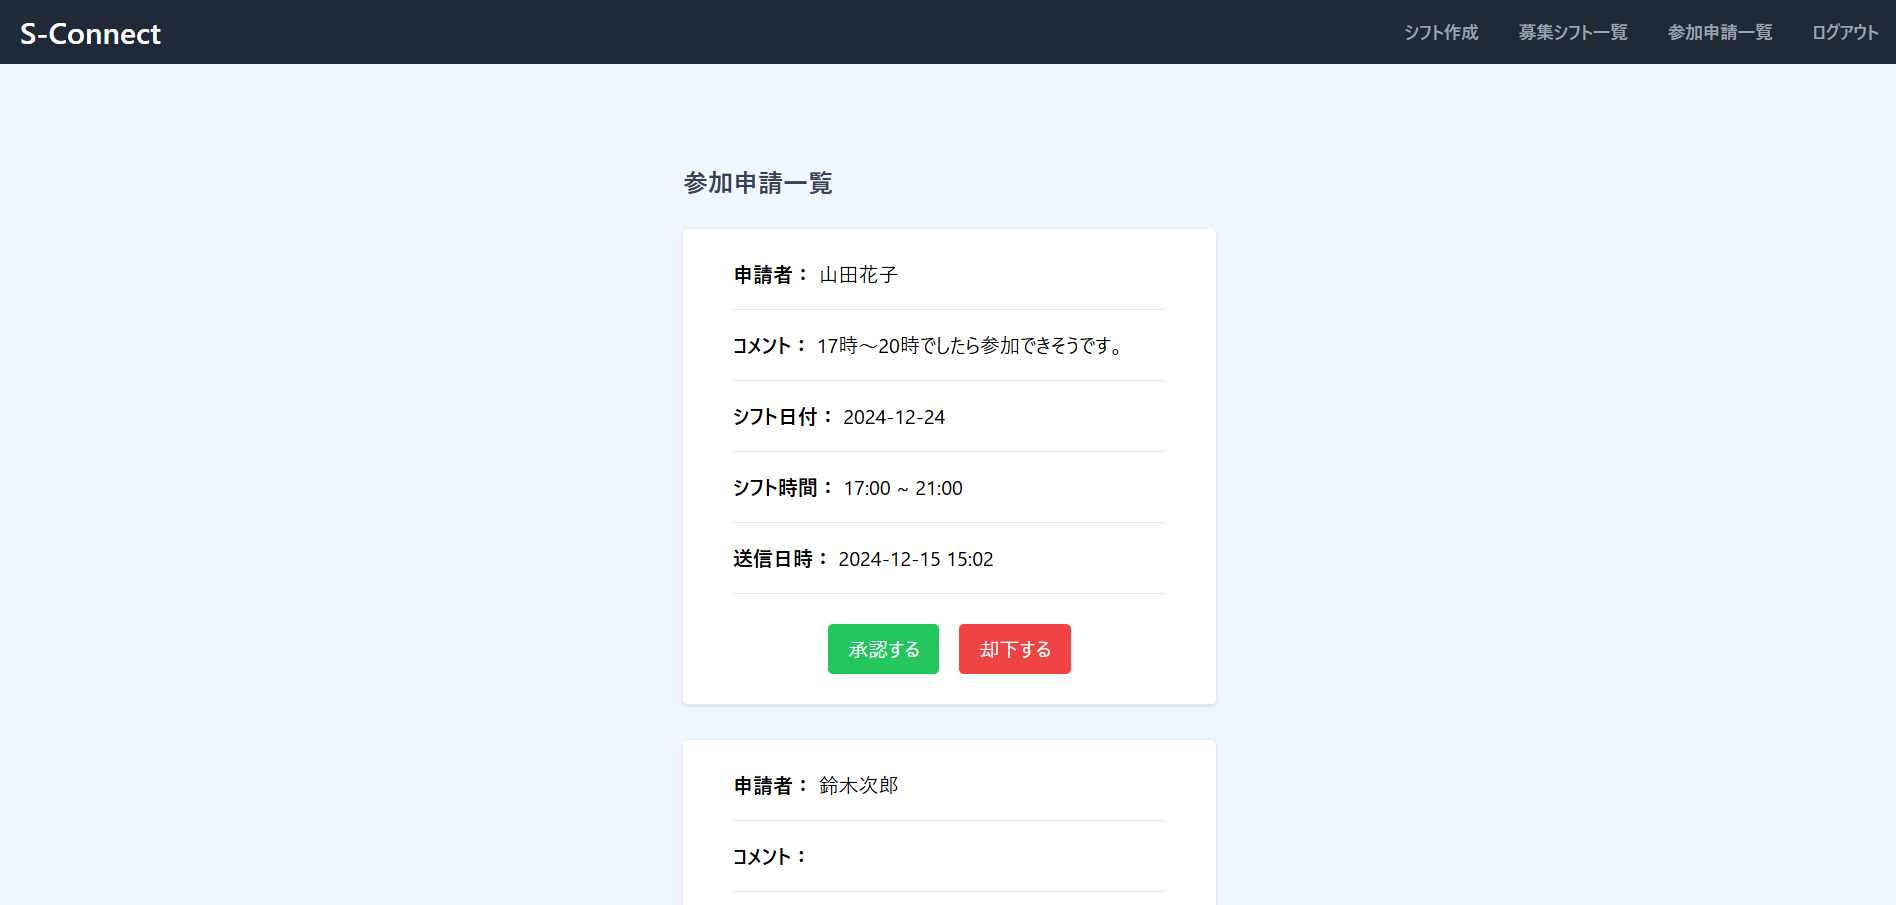 S-Connect
シフト作成 募集シフト一覧 参加申請一覧 ログアウト
参加申請一覧
申請者： 山田花子
コメント： 17時～20時でしたら参加できそうです。
シフト日付： 2024-12-24
シフト時間： 17:00 ~ 21:00
送信日時： 2024-12-15 15:02
承認する 却下する
申請者： 鈴木次郎
コメント：